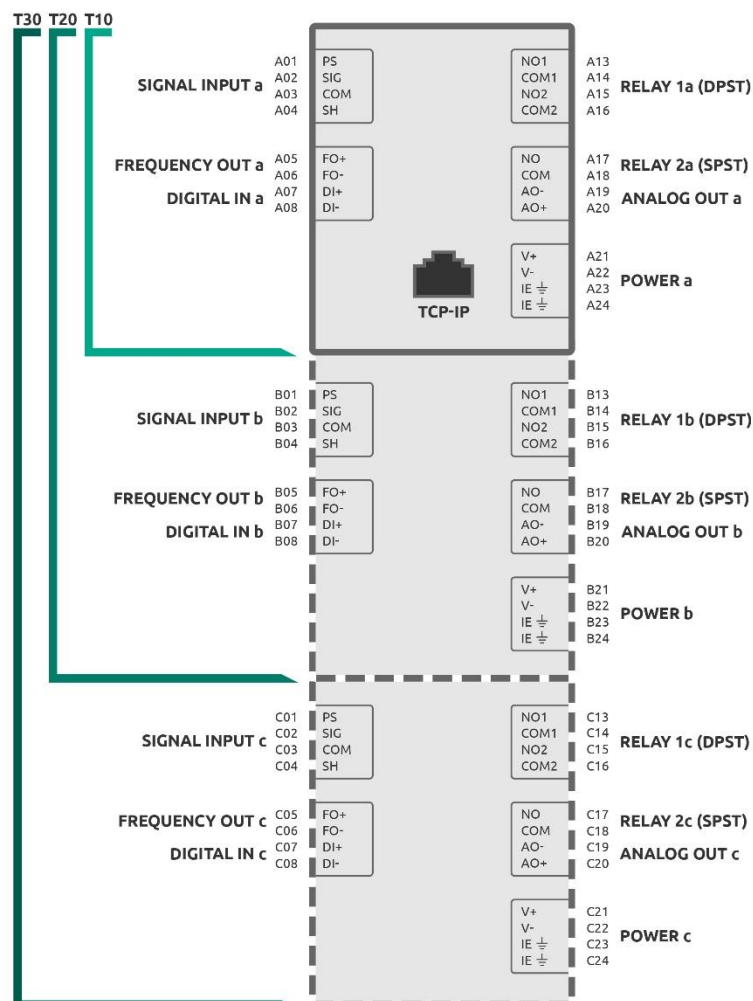 T30 T20 T10
A01 PS NO1 A13
SIGNAL INPUT a A02 SIG COM1 A14 RELAY 1a (DPST)
A03 COM NO2 A15
A04 SH COM2 A16
FREQUENCY OUT a A05 FO+ NO A17 RELAY 2a (SPST)
A06 FO- COM A18
DIGITAL IN a A07 DI+ AO- A19 ANALOG OUT a
A08 DI- AO+ A20
V+ A21
V- A22 POWER a
IE A23
IE A24
TCP-IP
B01 PS NO1 B13
SIGNAL INPUT b B02 SIG COM1 B14 RELAY 1b (DPST)
B03 COM NO2 B15
B04 SH COM2 B16
FREQUENCY OUT b B05 FO+ NO B17 RELAY 2b (SPST)
B06 FO- COM B18
DIGITAL IN b B07 DI+ AO- B19 ANALOG OUT b
B08 DI- AO+ B20
V+ B21
V- B22 POWER b
IE B23
IE B24
C01 PS NO1 C13
SIGNAL INPUT c C02 SIG COM1 C14 RELAY 1c (DPST)
C03 COM NO2 C15
C04 SH COM2 C16
FREQUENCY OUT c C05 FO+ NO C17 RELAY 2c (SPST)
C06 FO- COM C18
DIGITAL IN c C07 DI+ AO- C19 ANALOG OUT c
C08 DI- AO+ C20
V+ C21
V- C22 POWER c
IE C23
IE C24